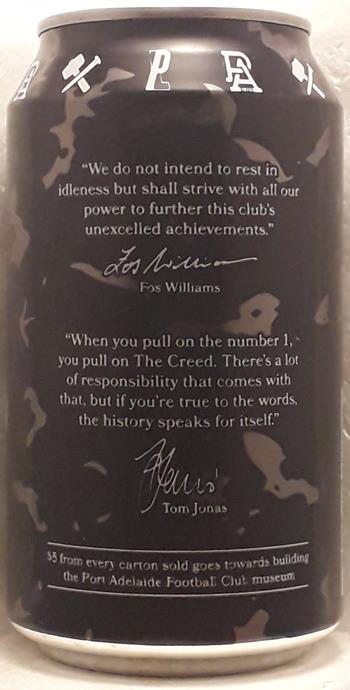 PA
"We do not intend to rest in
idleness but shall strive with all our
power to further this club's
unexcelled achievements."
Fos Williams
Fos Williams
"When you pull on the number 1,
you pull on The Creed. There's a lot
of responsibility that comes with
that, but if you're true to the words,
the history speaks for itself."
Tom Jonas
$5 from every carton sold goes towards building
the Port Adelaide Football Club museum